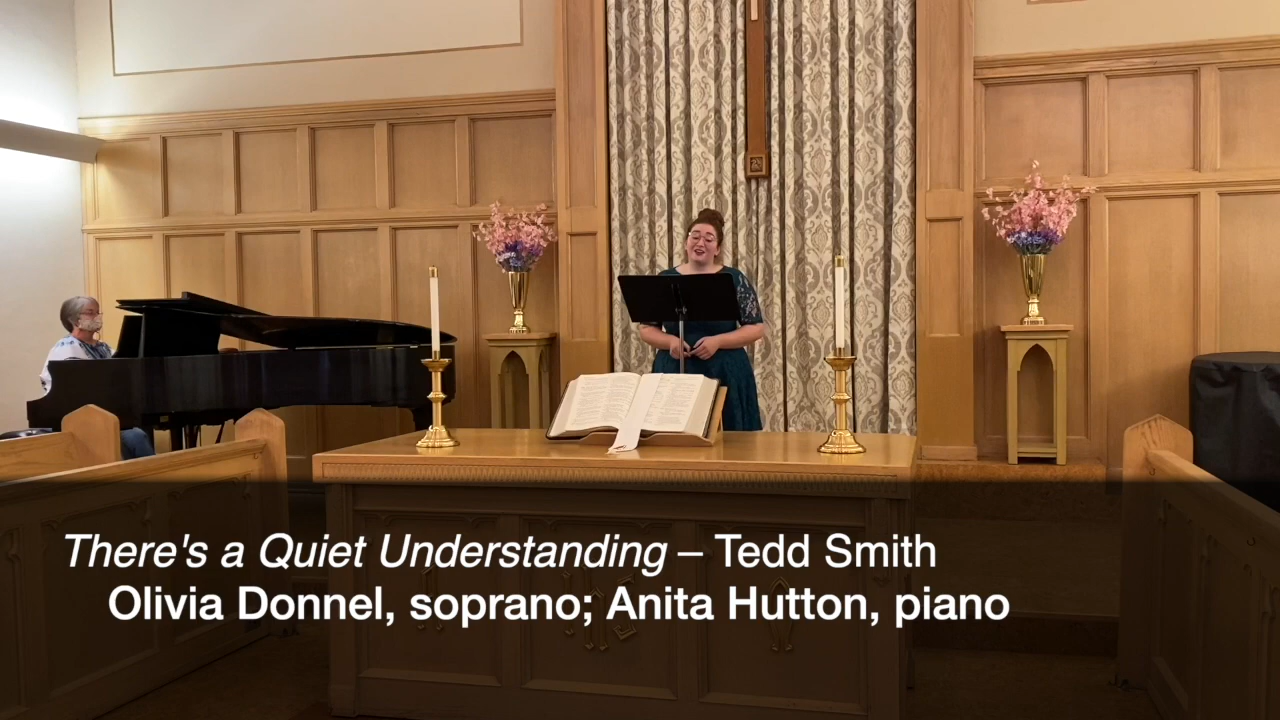 There's a Quiet Understanding – Tedd Smith
Olivia Donnel, soprano; Anita Hutton, piano